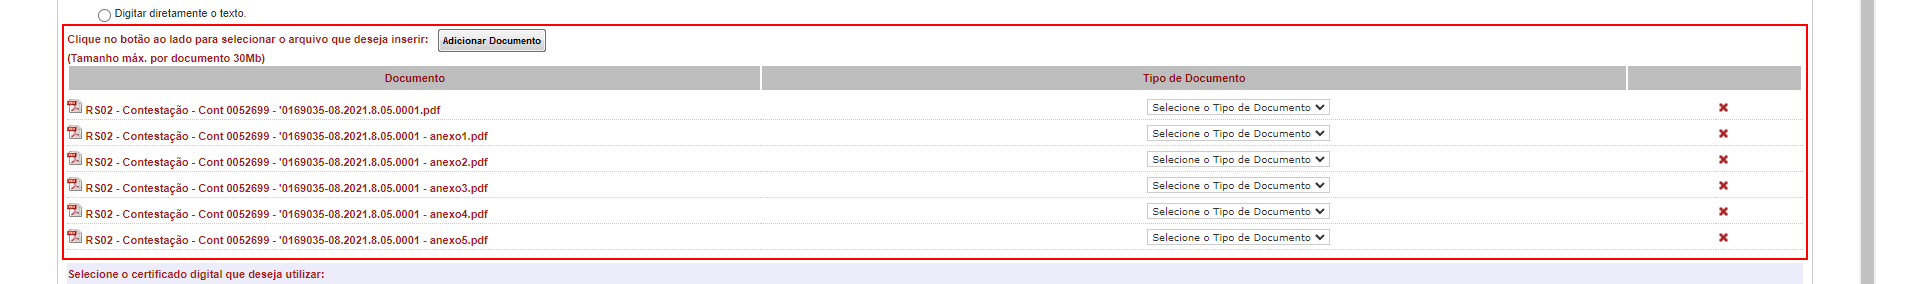 Digitar diretamente o texto.
Clique no botão ao lado para selecionar o arquivo que deseja inserir: Adicionar Documento
(Tamanho máx. por documento 30Mb)
Documento Tipo de Documento
RS02 - Contestação - Cont 0052699 - '0169035-08.2021.8.05.0001.pdf Selecione o Tipo de Documento
RS02 - Contestação - Cont 0052699 - '0169035-08.2021.8.05.0001 - anexo1.pdf Selecione o Tipo de Documento
RS02 - Contestação - Cont 0052699 - '0169035-08.2021.8.05.0001 - anexo2.pdf Selecione o Tipo de Documento
RS02 - Contestação - Cont 0052699 - '0169035-08.2021.8.05.0001 - anexo3.pdf Selecione o Tipo de Documento
RS02 - Contestação - Cont 0052699 - '0169035-08.2021.8.05.0001 - anexo4.pdf Selecione o Tipo de Documento
RS02 - Contestação - Cont 0052699 - '0169035-08.2021.8.05.0001 - anexo5.pdf Selecione o Tipo de Documento
Selecione o certificado digital que deseja utilizar: